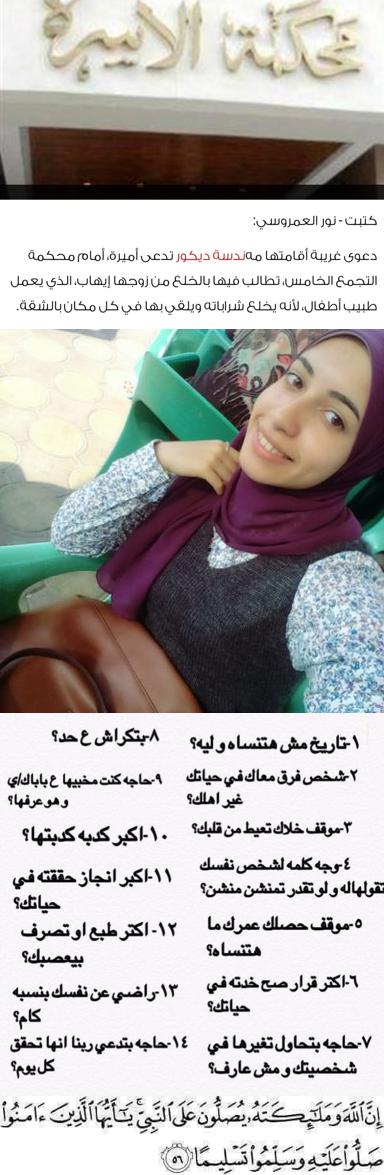 محكمة الأسرة
كتبت - نور العمروسي:
دعوى غريبة أقامتها مهندسة ديكور تدعى أميرة، أمام محكمة
التجمع الخامس، تطالب فيها بالخلع من زوجها إيهاب، الذي يعمل
طبيب أطفال، لأنه يخلع شراباته ويلقي بها في كل مكان بالشقة.
١-تاريخ مش هتنساه و ليه؟
٢-شخص فرق معاك في حياتك
غير اهلك؟
٣-موقف خلاك تعيط من قلبك؟
٤-وجه كلمه لشخص نفسك
تقولهاله و لو تقدر تمنشن منشن؟
٥-موقف حصلك عمرك ما
هتنساه؟
٦-اكتر قرار صح خدته في
حياتك؟
٧-حاجه بتحاول تغيرها في
شخصيتك و مش عارف؟
٨-بتكراش ع حد؟
٩-حاجه كنت مخبيها ع باباك/ي
و هو عرفها؟
١٠-اكبر كدبه كدبتها؟
١١-اكبر انجاز حققته في
حياتك؟
١٢-اكتر طبع او تصرف
بيعصبك؟
١٣-راضي عن نفسك بنسبه
كام؟
١٤-حاجه بتدعي ربنا انها تحقق
كل يوم؟
إِنَّ ٱللَّهَ وَمَلَٰٓئِكَتَهُۥ يُصَلُّونَ عَلَى ٱلنَّبِيِّۚ يَٰٓأَيُّهَا ٱلَّذِينَ ءَامَنُواْ
صَلُّواْ عَلَيۡهِ وَسَلِّمُواْ تَسۡلِيمًا ٥٦